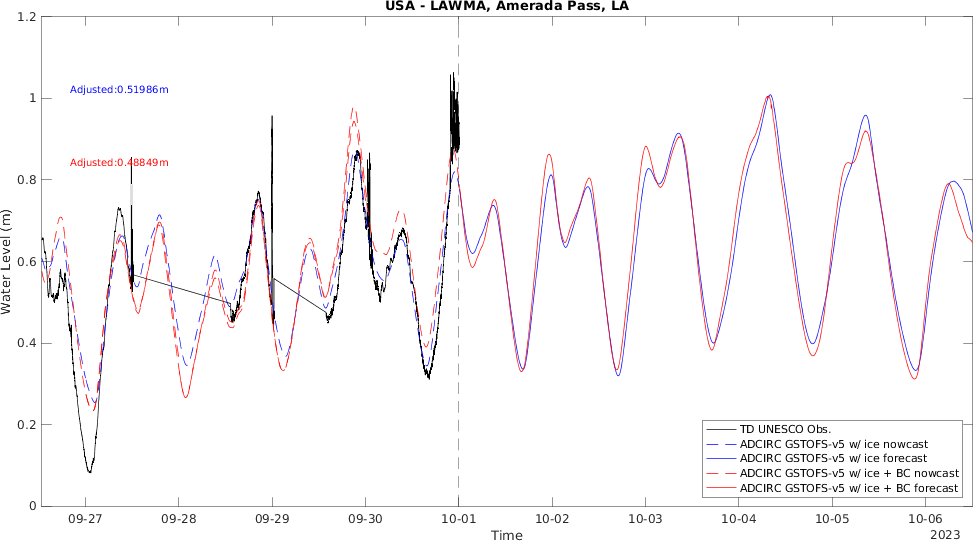 USA - LAWMA, Amerada Pass, LA
1.2
1
0.8
0.6
0.4
0.2
0
Water Level (m)
Adjusted:0.51986m
Adjusted:0.48849m
TD UNESCO Obs.
ADCIRC GSTOFS-v5 w/ ice nowcast
ADCIRC GSTOFS-v5 w/ ice forecast
ADCIRC GSTOFS-v5 w/ ice + BC nowcast
ADCIRC GSTOFS-v5 w/ ice + BC forecast
09-27 09-28 09-29 09-30 10-01 10-02 10-03 10-04 10-05 10-06
Time
2023